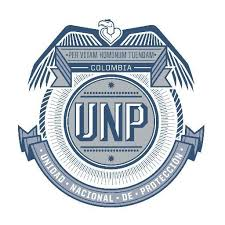 · PER VITAM HOMINUM TUENDAM ·
COLOMBIA
UNP
· UNIDAD · NACIONAL · DE · PROTECCIÓN ·